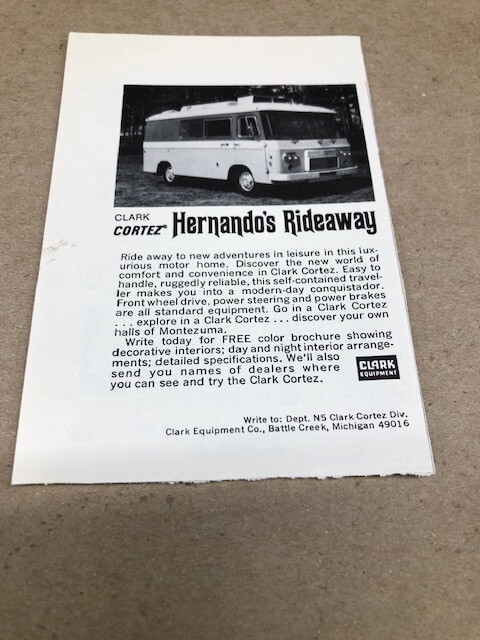 CLARK
CORTEZ® Hernando's Rideaway
Ride away to new adventures in leisure in this lux-
urious motor home. Discover the new world of
comfort and convenience in Clark Cortez. Easy to
handle, ruggedly reliable, this self-contained travel-
ler makes you into a modern-day conquistador.
Front wheel drive, power steering and power brakes
are all standard equipment. Go in a Clark Cortez
. . . explore in a Clark Cortez . . . discover your own
halls of Montezuma.
Write today for FREE color brochure showing
decorative interiors; day and night interior arrange-
ments; detailed specifications. We'll also
send you names of dealers where
you can see and try the Clark Cortez.
CLARK
EQUIPMENT
Write to: Dept. N5 Clark Cortez Div.
Clark Equipment Co., Battle Creek, Michigan 49016